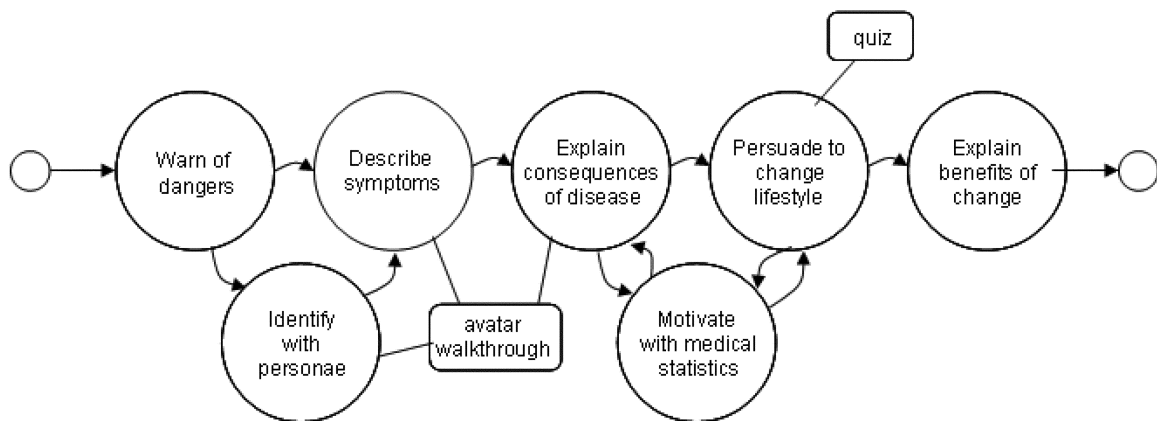 quiz
Warn of
dangers
Describe
symptoms
Explain
consequences
of disease
Persuade to
change
lifestyle
Explain
benefits of
change
Identify
with
personae
avatar
walkthrough
Motivate
with medical
statistics